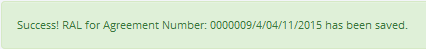 Success! RAL for Agreement Number: 0000009/4/04/11/2015 has been saved.